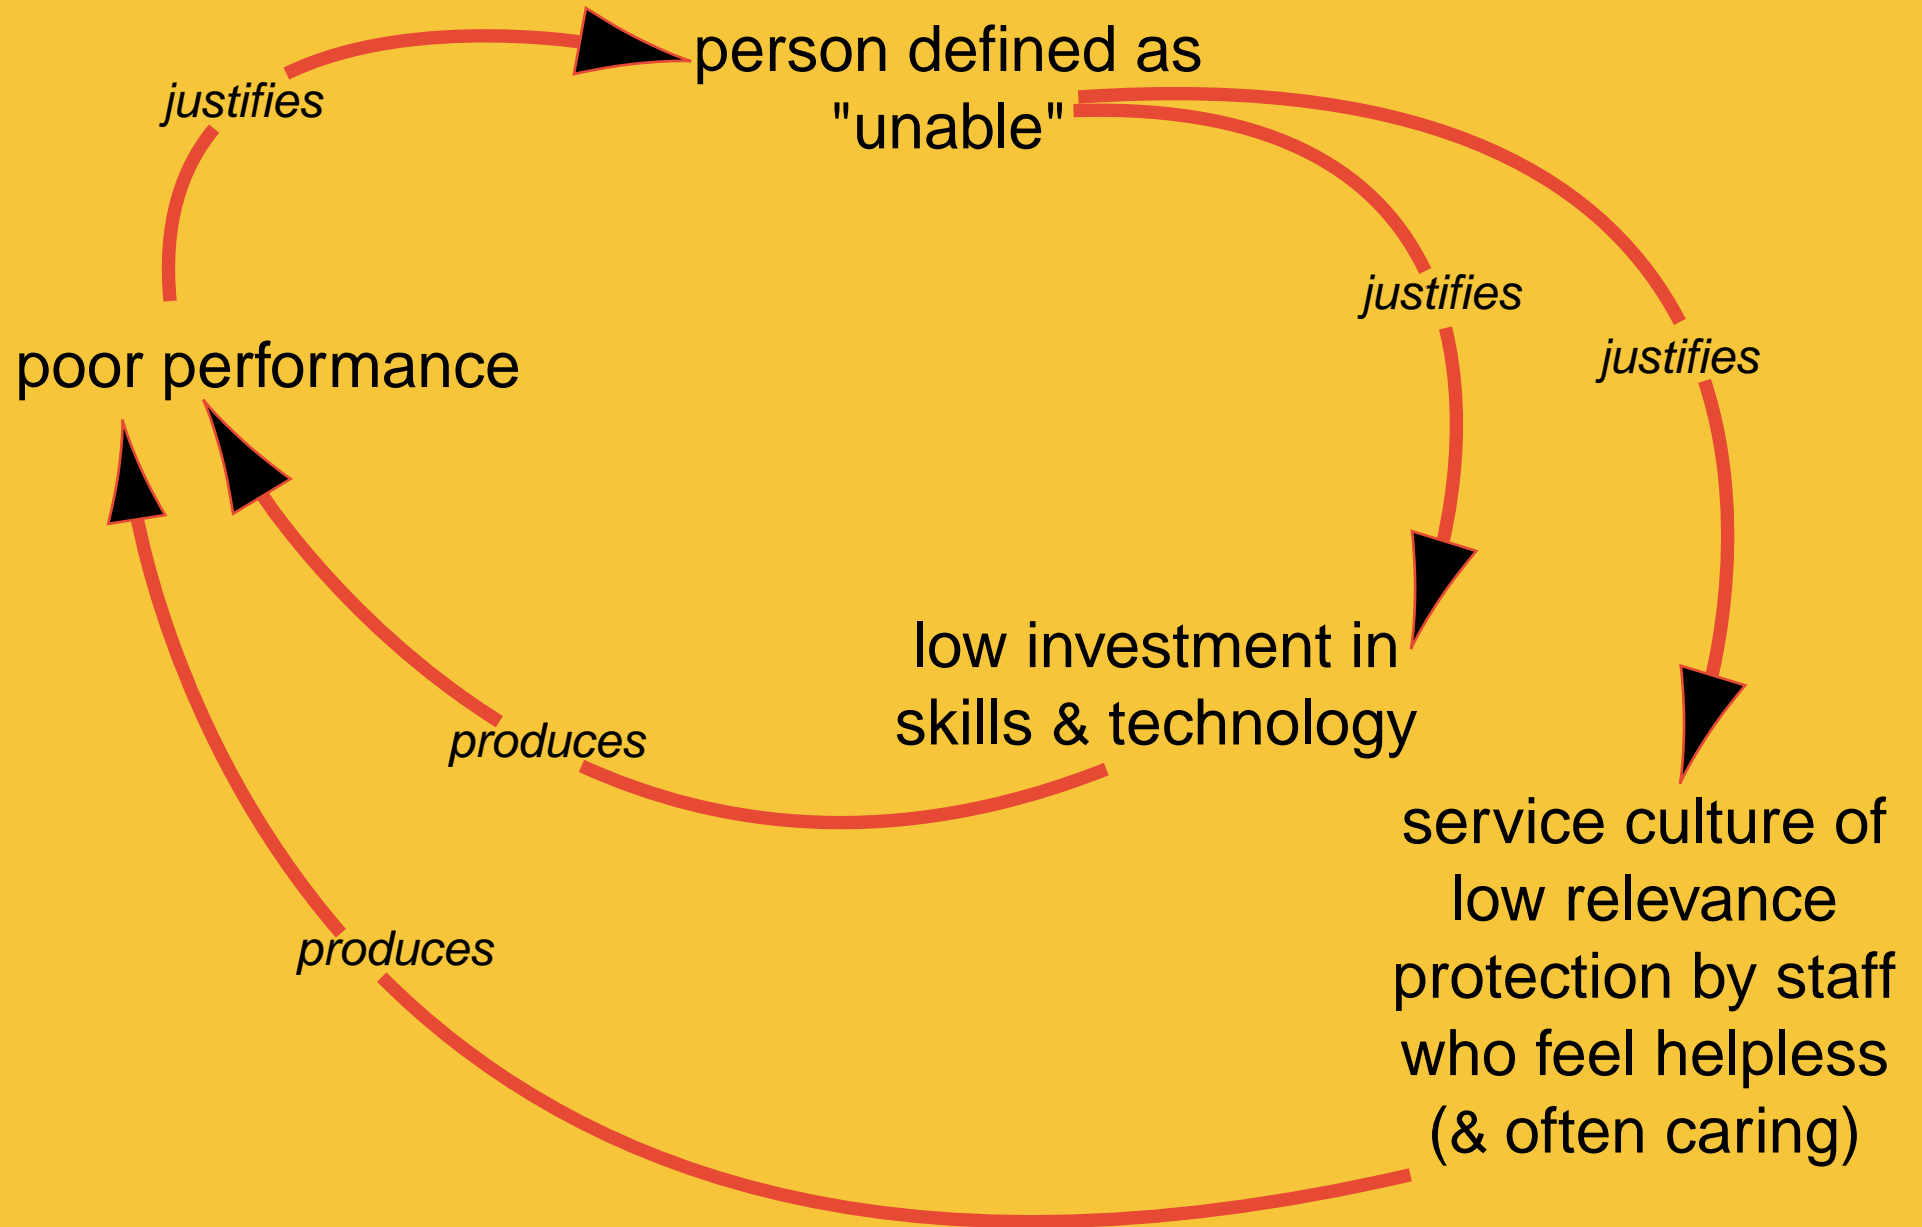 person defined as
"unable"
justifies
justifies
justifies
poor performance
low investment in
skills & technology
produces
service culture of
low relevance
protection by staff
who feel helpless
(& often caring)
produces